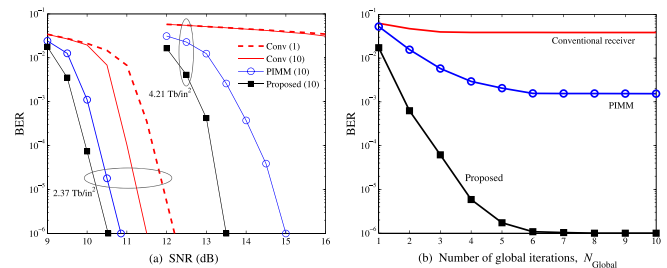 10⁻¹
10⁻²
10⁻³
10⁻⁴
10⁻⁵
10⁻⁶
BER
Conv (1)
Conv (10)
PIMM (10)
Proposed (10)
4.21 Tb/in²
2.37 Tb/in²
9 10 11 12 13 14 15 16
(a) SNR (dB)
10⁻¹
10⁻²
10⁻³
10⁻⁴
10⁻⁵
10⁻⁶
BER
Conventional receiver
PIMM
Proposed
1 2 3 4 5 6 7 8 9 10
(b) Number of global iterations, N_Global